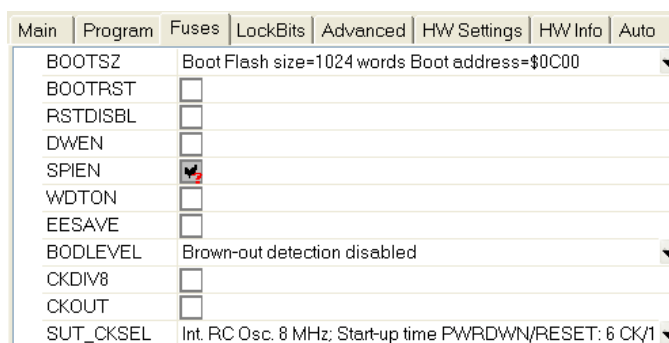 Main Program Fuses LockBits Advanced HW Settings HW Info Auto
BOOTSZ Boot Flash size=1024 words Boot address=$0C00
BOOTRST
RSTDISBL
DWEN
SPIEN
WDTON
EESAVE
BODLEVEL Brown-out detection disabled
CKDIV8
CKOUT
SUT_CKSEL Int. RC Osc. 8 MHz; Start-up time PWRDWN/RESET: 6 CK/1